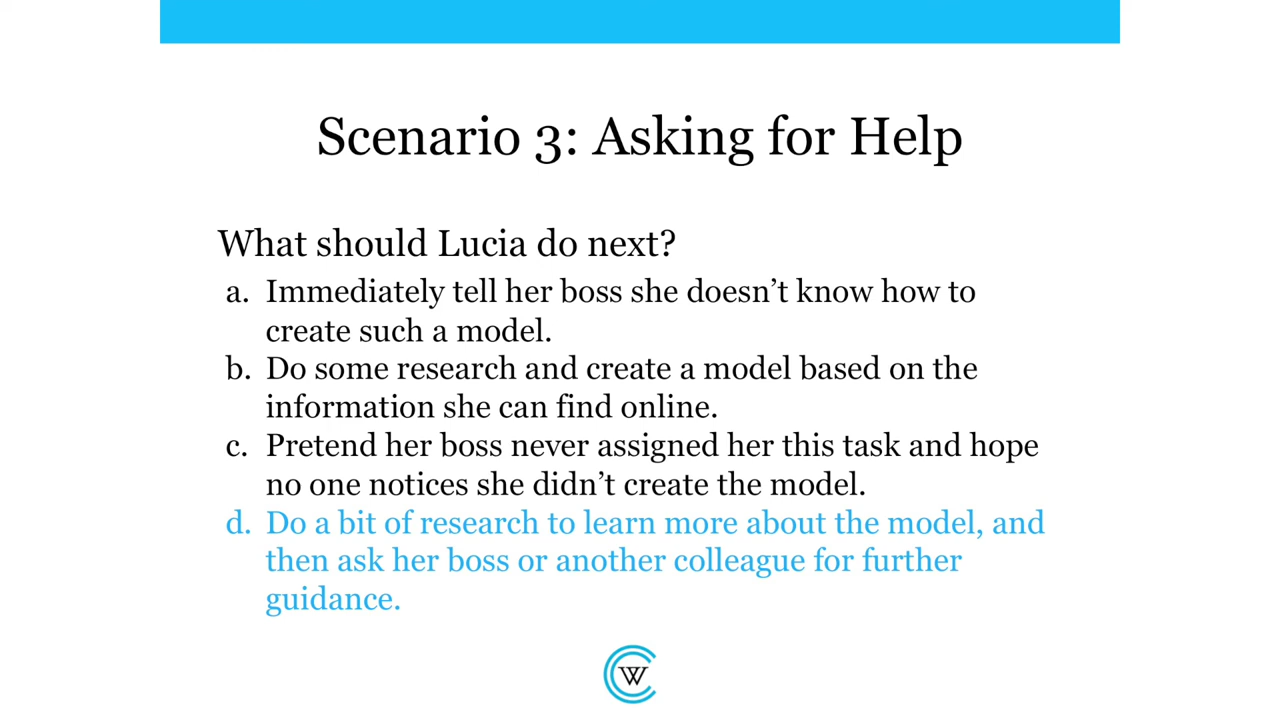 Scenario 3: Asking for Help
What should Lucia do next?
a. Immediately tell her boss she doesn’t know how to
create such a model.
b. Do some research and create a model based on the
information she can find online.
c. Pretend her boss never assigned her this task and hope
no one notices she didn’t create the model.
d. Do a bit of research to learn more about the model, and
then ask her boss or another colleague for further
guidance.
W